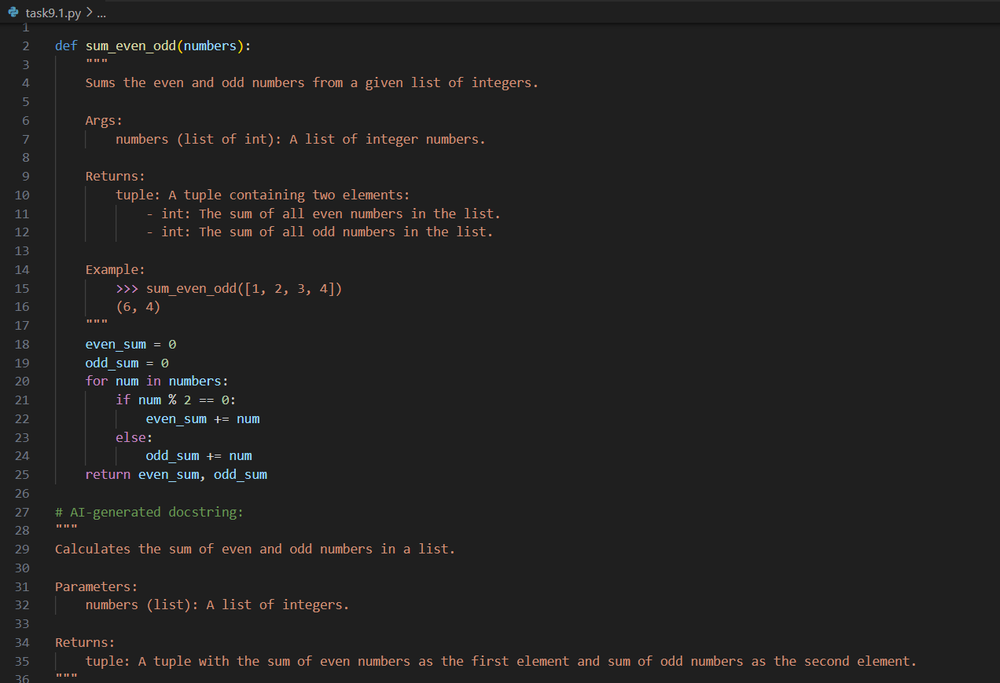 task9.1.py > ...
1
2 def sum_even_odd(numbers):
3 """
4 Sums the even and odd numbers from a given list of integers.
5
6 Args:
7 numbers (list of int): A list of integer numbers.
8
9 Returns:
10 tuple: A tuple containing two elements:
11 - int: The sum of all even numbers in the list.
12 - int: The sum of all odd numbers in the list.
13
14 Example:
15 >>> sum_even_odd([1, 2, 3, 4])
16 (6, 4)
17 """
18 even_sum = 0
19 odd_sum = 0
20 for num in numbers:
21 if num % 2 == 0:
22 even_sum += num
23 else:
24 odd_sum += num
25 return even_sum, odd_sum
26
27 # AI-generated docstring:
28 """
29 Calculates the sum of even and odd numbers in a list.
30
31 Parameters:
32 numbers (list): A list of integers.
33
34 Returns:
35 tuple: A tuple with the sum of even numbers as the first element and sum of odd numbers as the second element.
36 """